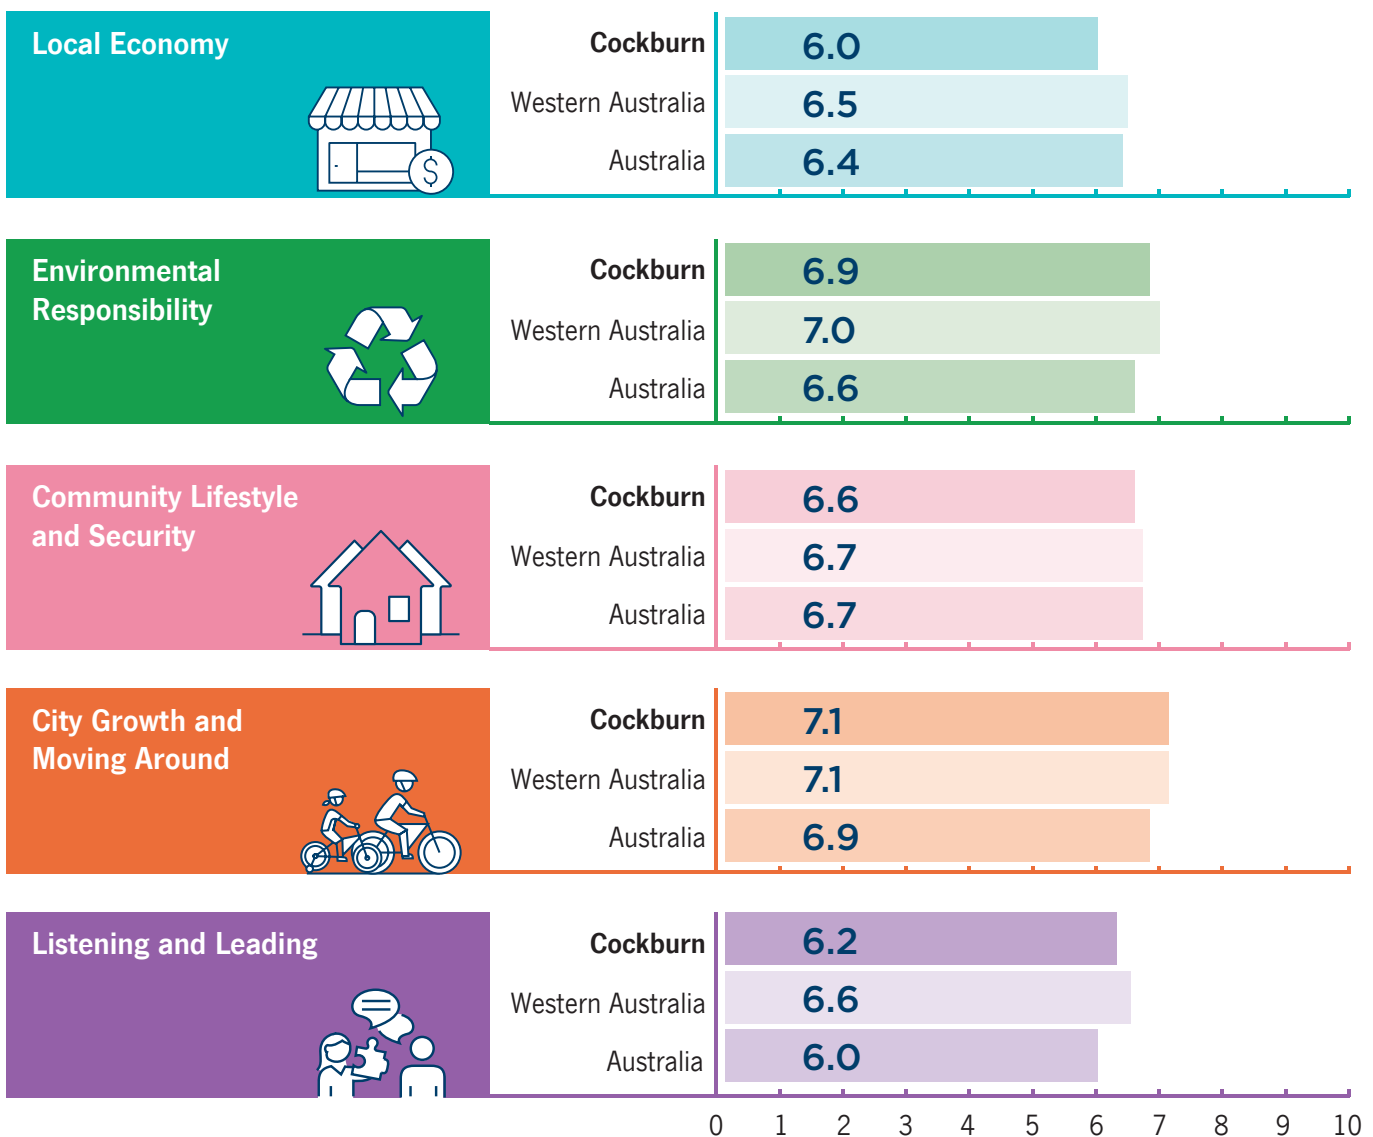 Local Economy
$
Cockburn 6.0
Western Australia 6.5
Australia 6.4
Environmental
Responsibility
Cockburn 6.9
Western Australia 7.0
Australia 6.6
Community Lifestyle
and Security
Cockburn 6.6
Western Australia 6.7
Australia 6.7
City Growth and
Moving Around
Cockburn 7.1
Western Australia 7.1
Australia 6.9
Listening and Leading
Cockburn 6.2
Western Australia 6.6
Australia 6.0
0 1 2 3 4 5 6 7 8 9 10